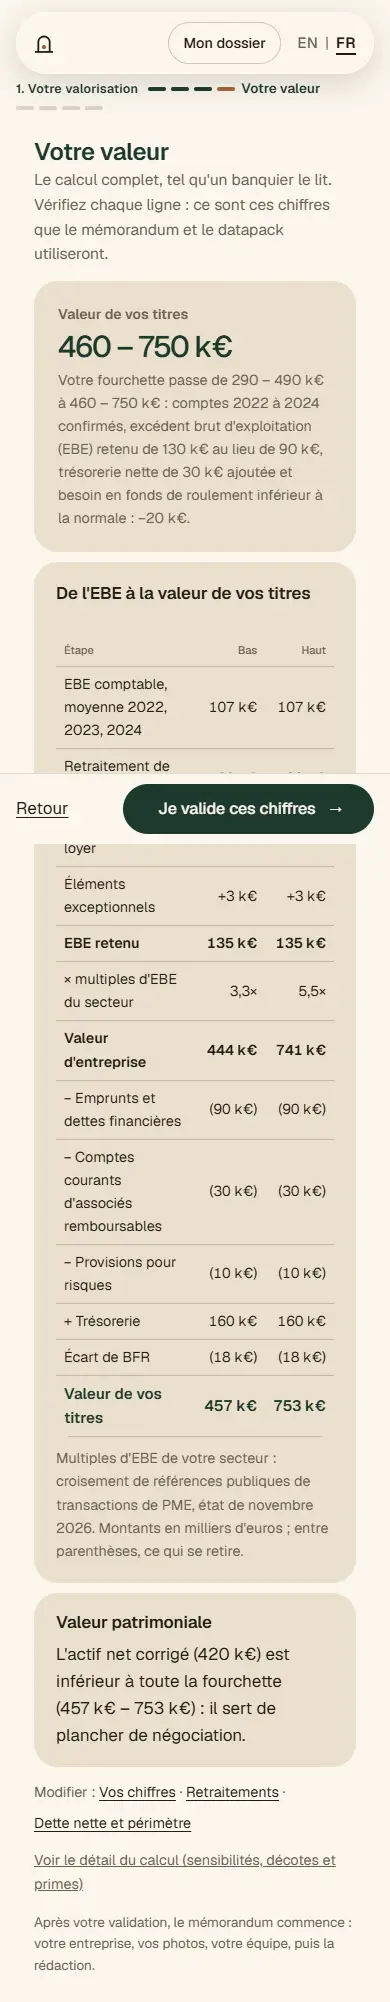 Mon dossier EN | FR
1. Votre valorisation Votre valeur
Votre valeur
Le calcul complet, tel qu'un banquier le lit.
Vérifiez chaque ligne : ce sont ces chiffres
que le mémorandum et le datapack
utiliseront.
Valeur de vos titres
460 – 750 k€
Votre fourchette passe de 290 – 490 k€
à 460 – 750 k€ : comptes 2022 à 2024
confirmés, excédent brut d'exploitation
(EBE) retenu de 130 k€ au lieu de 90 k€,
trésorerie nette de 30 k€ ajoutée et
besoin en fonds de roulement inférieur à
la normale : −20 k€.
De l'EBE à la valeur de vos titres
Étape Bas Haut
EBE comptable,
moyenne 2022, 107 k€ 107 k€
2023, 2024
Retraitement de
Retour Je valide ces chiffres →
loyer
Éléments
exceptionnels +3 k€ +3 k€
EBE retenu 135 k€ 135 k€
× multiples d'EBE
du secteur 3,3× 5,5×
Valeur
d'entreprise 444 k€ 741 k€
− Emprunts et
dettes financières (90 k€) (90 k€)
− Comptes
courants
d'associés (30 k€) (30 k€)
remboursables
− Provisions pour
risques (10 k€) (10 k€)
+ Trésorerie 160 k€ 160 k€
Écart de BFR (18 k€) (18 k€)
Valeur de vos
titres 457 k€ 753 k€
Multiples d'EBE de votre secteur :
croisement de références publiques de
transactions de PME, état de novembre
2026. Montants en milliers d'euros ; entre
parenthèses, ce qui se retire.
Valeur patrimoniale
L'actif net corrigé (420 k€) est
inférieur à toute la fourchette
(457 k€ – 753 k€) : il sert de
plancher de négociation.
Modifier : Vos chiffres · Retraitements ·
Dette nette et périmètre
Voir le détail du calcul (sensibilités, décotes et
primes)
Après votre validation, le mémorandum commence :
votre entreprise, vos photos, votre équipe, puis la
rédaction.